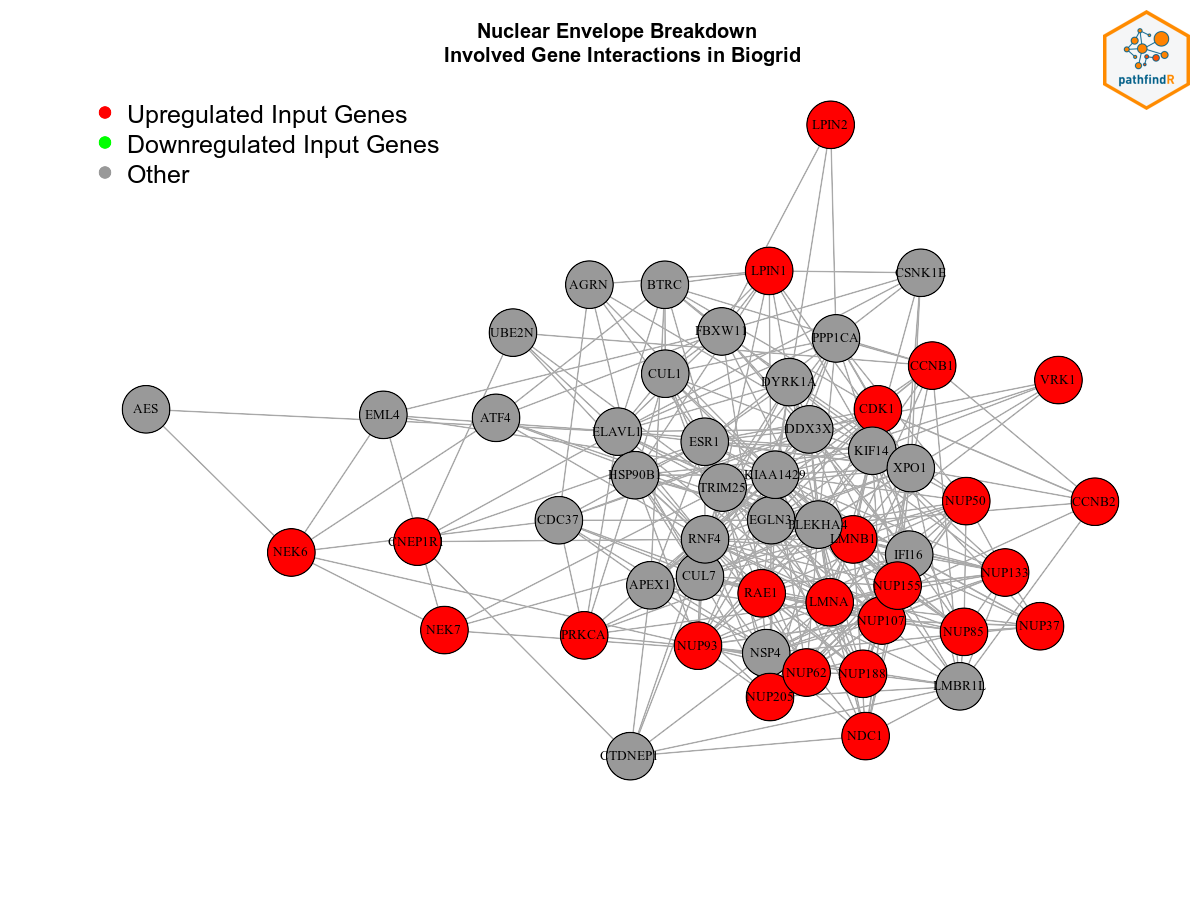 Nuclear Envelope Breakdown
Involved Gene Interactions in Biogrid
pathfindR
Upregulated Input Genes
Downregulated Input Genes
Other
LPIN2
LPIN1
CSNK1E
AGRN
BTRC
UBE2N
FBXW11
PPP1CA
CCNB1
CUL1
DYRK1A
VRK1
AES
EML4
ATF4
CDK1
ELAVL1
ESR1
DDX3X
KIF14
HSP90B
TRIM25
KIAA1429
XPO1
NUP50
CCNB2
CDC37
EGLN3
PLEKHA4
LMNB1
NEK6
CNEP1R1
RNF4
IFI16
NUP133
APEX1
CUL7
RAE1
LMNA
NUP155
NEK7
PRKCA
NUP107
NUP85
NUP37
NUP93
NSP4
NUP62
NUP188
LMBR1L
NUP205
NDC1
CTDNEP1